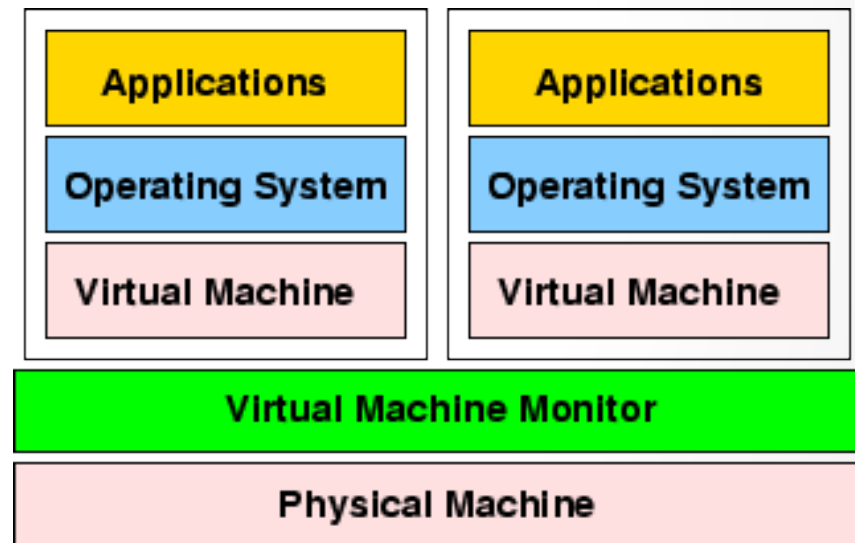 Applications
Operating System
Virtual Machine
Applications
Operating System
Virtual Machine
Virtual Machine Monitor
Physical Machine